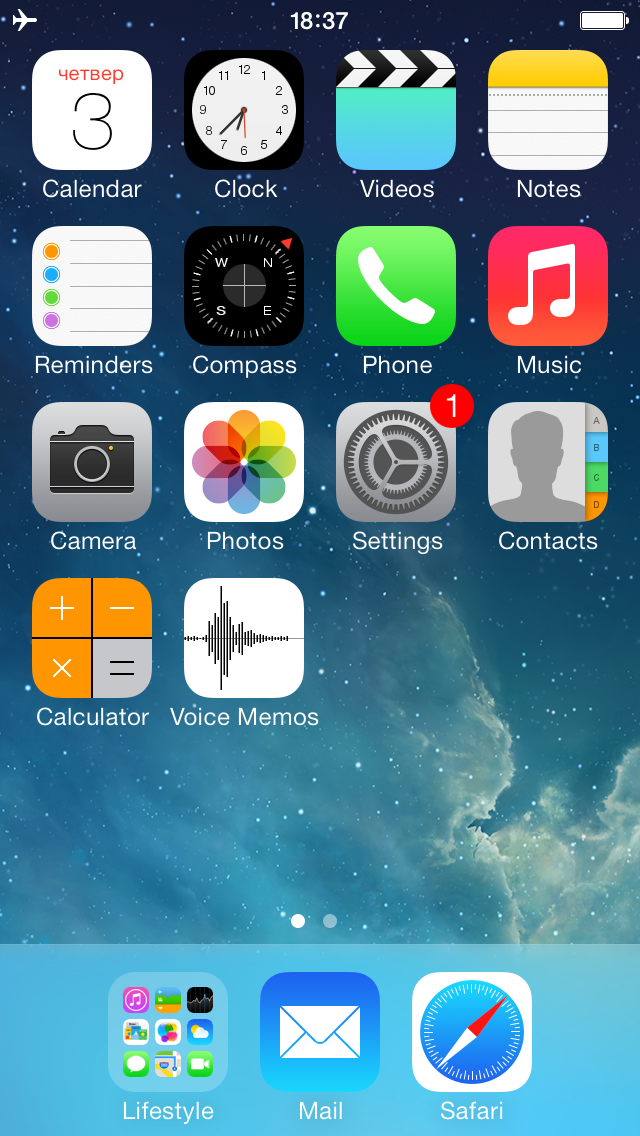 18:37
четвер
3
Calendar
12
11
1
10
2
9
3
8
4
7
5
6
Clock
Videos
Notes
Reminders
W N
S E
Compass
Phone
Music
Camera
Photos
1
Settings
A
B
C
D
Contacts
Calculator
Voice Memos
Lifestyle
Mail
Safari